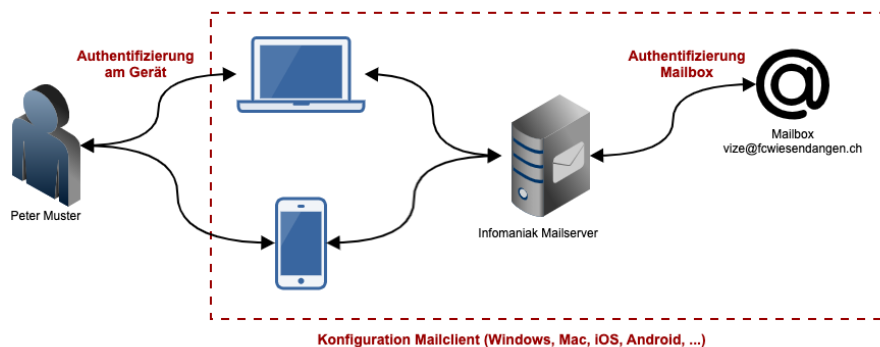 Authentifizierung
am Gerät
Authentifizierung
Mailbox
Mailbox
vize@fcwiesendangen.ch
Peter Muster
Infomaniak Mailserver
Konfiguration Mailclient (Windows, Mac, iOS, Android, ...)